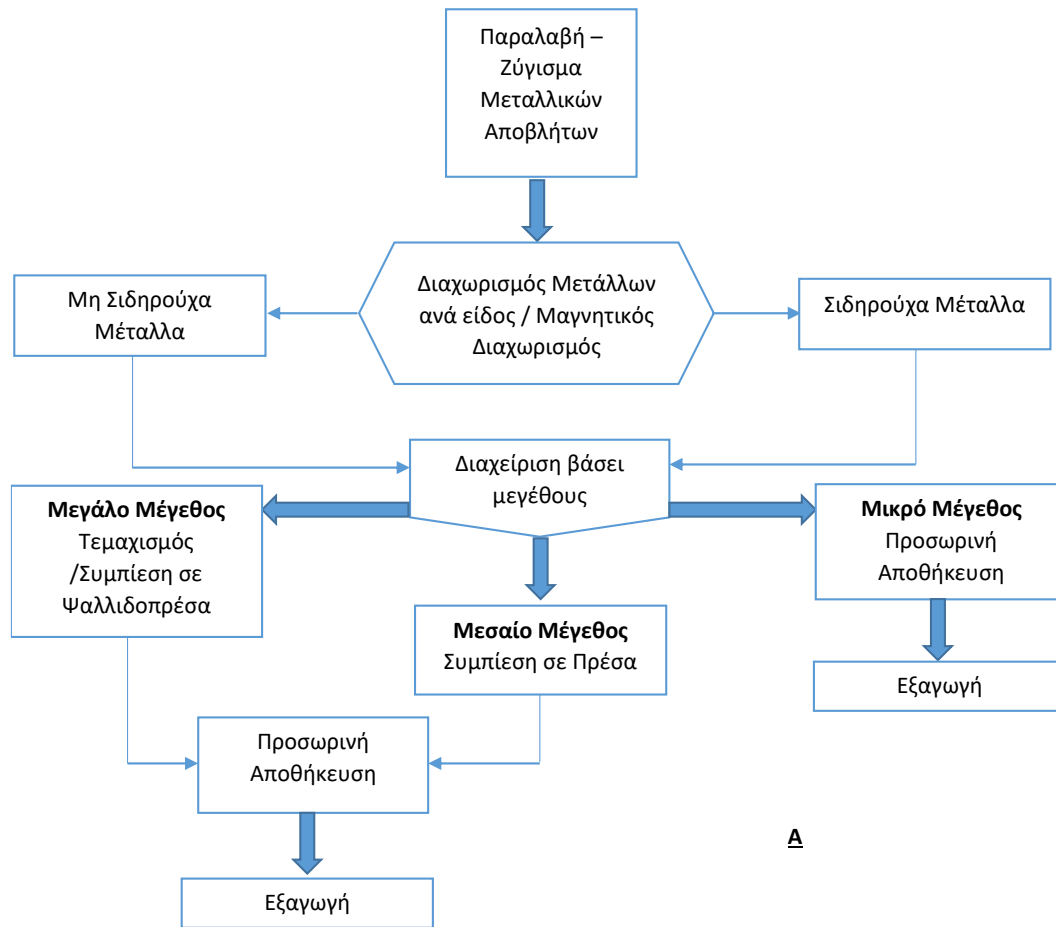 Παραλαβή –
Ζύγισμα
Μεταλλικών
Αποβλήτων
Διαχωρισμός Μετάλλων
ανά είδος / Μαγνητικός
Διαχωρισμός
Μη Σιδηρούχα
Μέταλλα
Σιδηρούχα Μέταλλα
Διαχείριση βάσει
μεγέθους
Μεγάλο Μέγεθος
Τεμαχισμός
/Συμπίεση σε
Ψαλλιδοπρέσα
Μεσαίο Μέγεθος
Συμπίεση σε Πρέσα
Μικρό Μέγεθος
Προσωρινή
Αποθήκευση
Εξαγωγή
Προσωρινή
Αποθήκευση
Εξαγωγή
Α